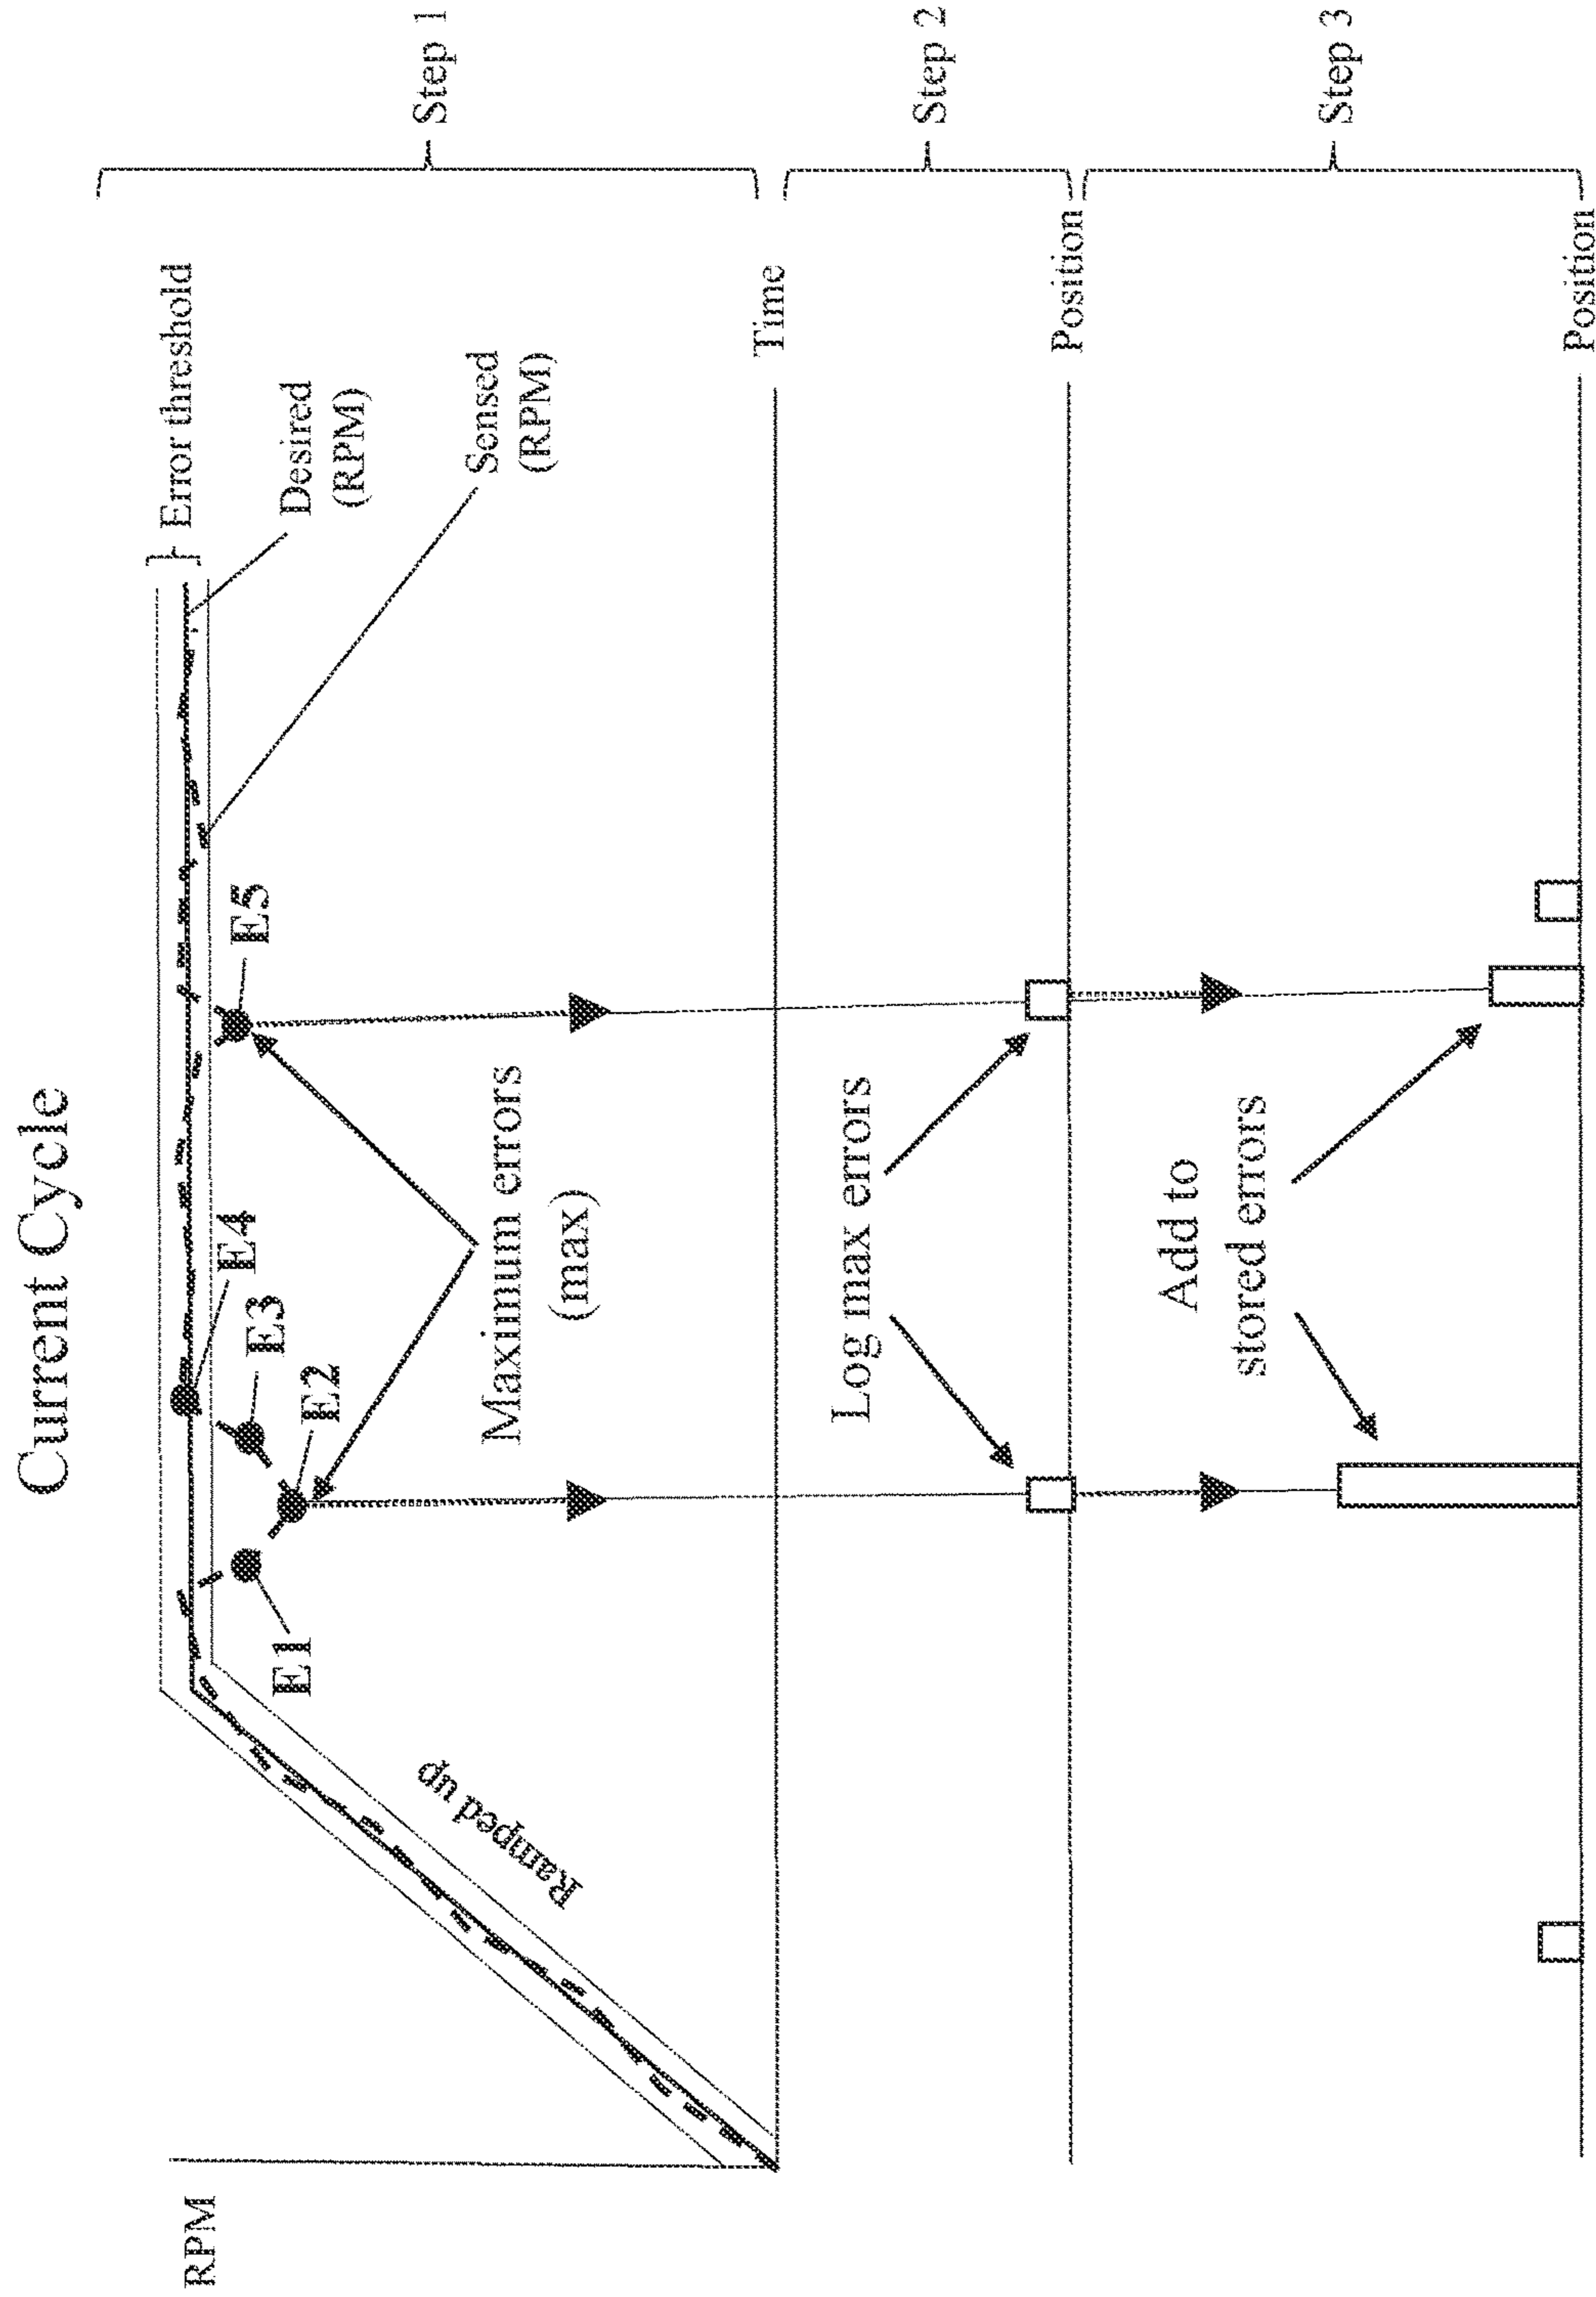 Current Cycle
RPM
Error threshold
Desired
(RPM)
Sensed
(RPM)
E1
E2
E3
E4
E5
Ramped up
Maximum errors
(max)
Time
Step 1
Log max errors
Position
Step 2
Add to
stored errors
Position
Step 3